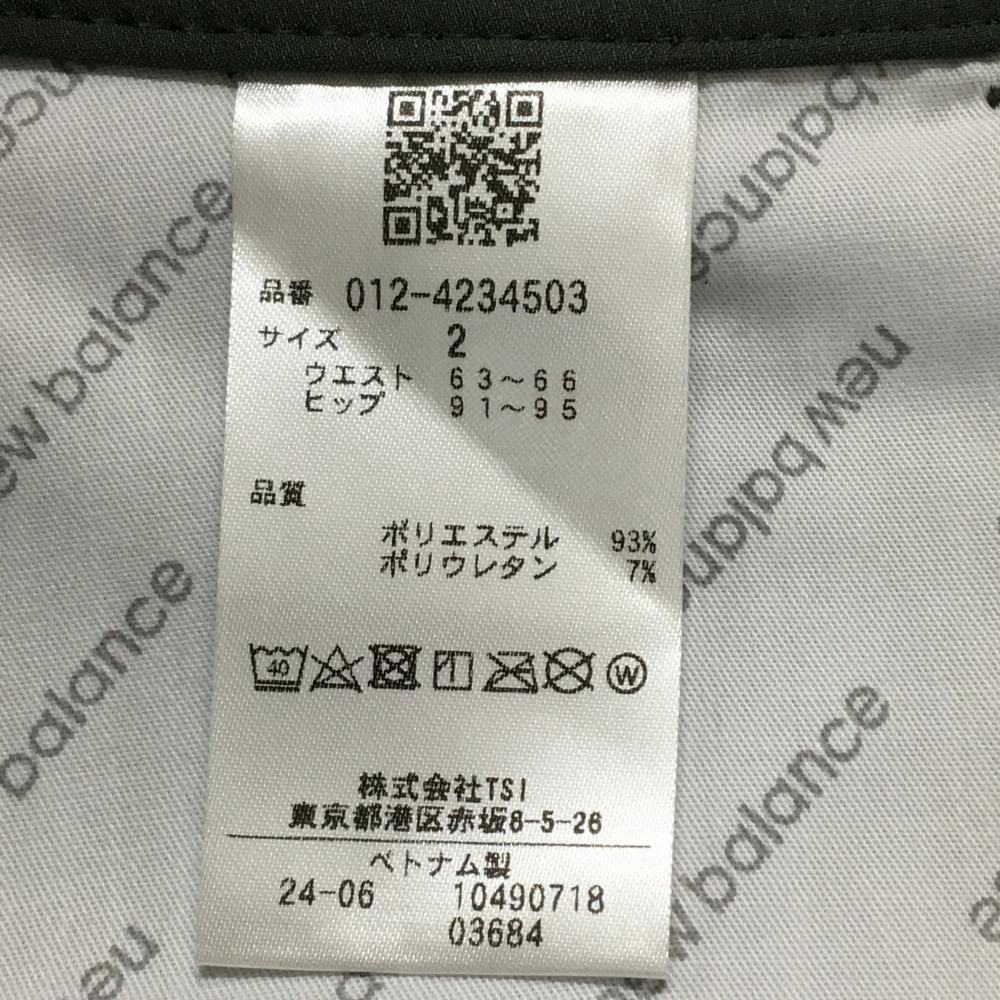 品番 012-4234503
サイズ 2
ウエスト 63～66
ヒップ 91～95
品質
ポリエステル 93%
ポリウレタン 7%
40
W
株式会社TSI
東京都港区赤坂8-5-26
ベトナム製
24-06 10490718
03684
new balance
balance
new balance
balance
new balance